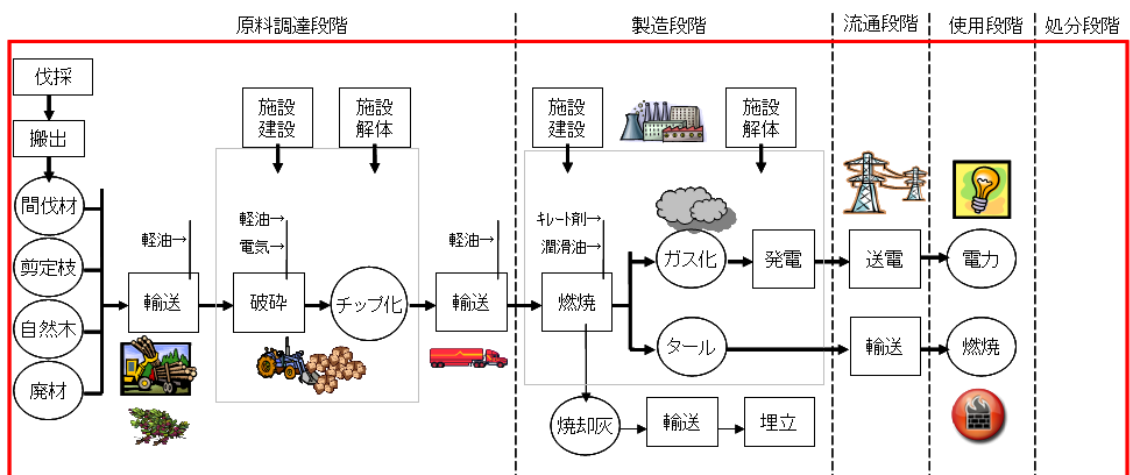 原料調達段階
製造段階
流通段階
使用段階
処分段階
伐採
搬出
間伐材
剪定枝
自然木
廃材
軽油→
輸送
施設
建設
施設
解体
軽油→
電気→
破砕
チップ化
軽油→
輸送
施設
建設
施設
解体
キレート剤→
潤滑油→
燃焼
ガス化
発電
タール
焼却灰
輸送
埋立
送電
輸送
電力
燃焼